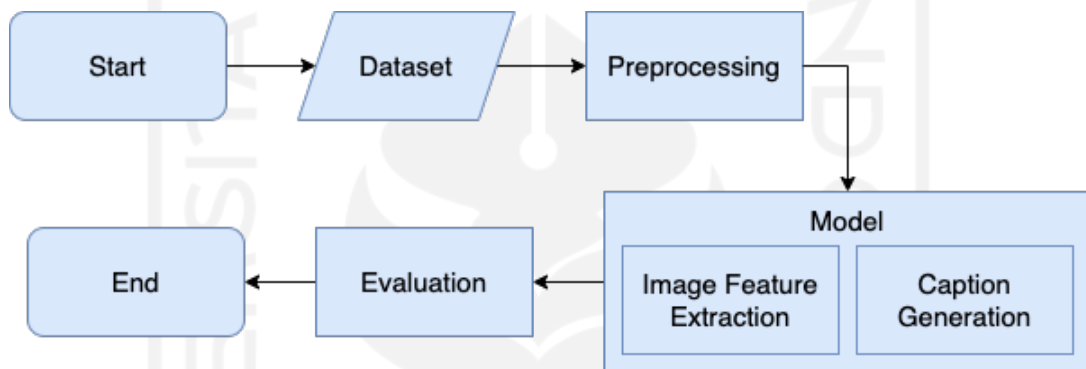 Start
Dataset
Preprocessing
Model
Image Feature
Extraction
Caption
Generation
Evaluation
End